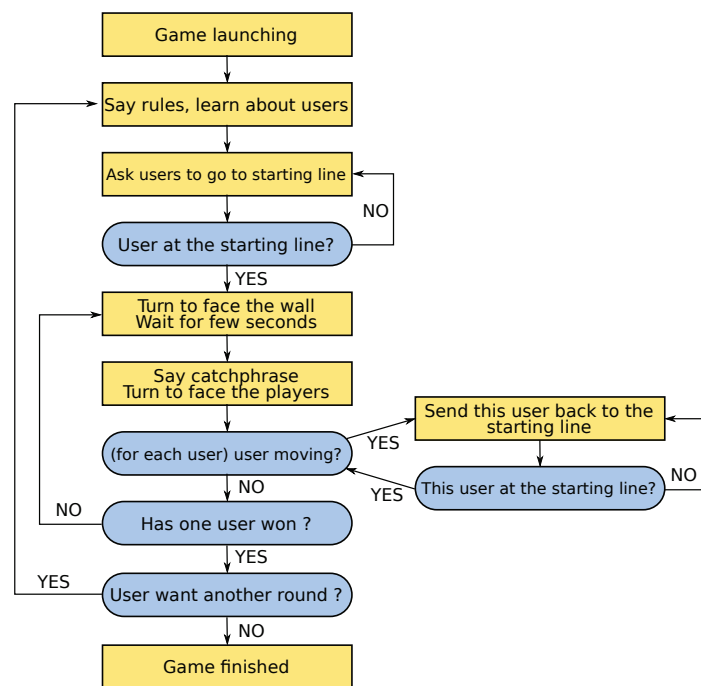 Game launching
Say rules, learn about users
Ask users to go to starting line
NO
User at the starting line?
YES
Turn to face the wall
Wait for few seconds
Say catchphrase
Turn to face the players
Send this user back to the
starting line
YES
(for each user) user moving?
NO
YES
This user at the starting line?
NO
NO
Has one user won ?
YES
YES
User want another round ?
NO
Game finished